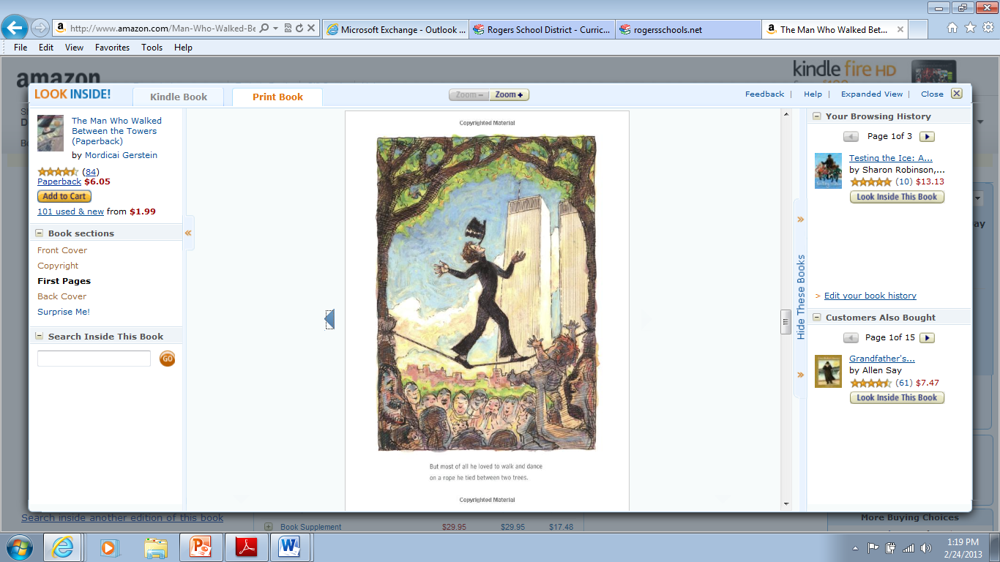 http://www.amazon.com/Man-Who-Walked-Be
Microsoft Exchange - Outlook ...
Rogers School District - Curric...
rogersschools.net
The Man Who Walked Bet...
File Edit View Favorites Tools Help
amazon
kindle fire HD
LOOK INSIDE!
Kindle Book
Print Book
Zoom -
Zoom +
Feedback | Help | Expanded View | Close
The Man Who Walked
Between the Towers
(Paperback)
by Mordicai Gerstein
(84)
Paperback $6.05
Add to Cart
101 used & new from $1.99
Book sections
Front Cover
Copyright
First Pages
Back Cover
Surprise Me!
Search Inside This Book
GO
Copyrighted Material
But most of all he loved to walk and dance
on a rope he tied between two trees.
Copyrighted Material
Hide These Books
Your Browsing History
Page 1of 3
Testing the Ice: A...
by Sharon Robinson,...
(10) $13.13
Look Inside This Book
> Edit your book history
Customers Also Bought
Page 1of 15
Grandfather's...
by Allen Say
(61) $7.47
Look Inside This Book
Search inside another edition of this book
Book Supplement $29.95 $29.95 $17.48
More Buying Choices
1:19 PM
2/24/2013